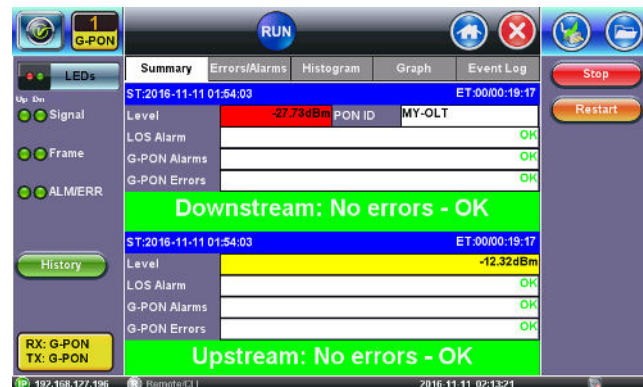 1
G-PON
RUN
LEDs
Summary Errors/Alarms Histogram Graph Event Log
Stop
Up Dn
ST:2016-11-11 01:54:03 ET:00/00:19:17
Signal
Level -27.73dBm PON ID MY-OLT
Restart
LOS Alarm OK
Frame
G-PON Alarms OK
G-PON Errors OK
ALM/ERR
Downstream: No errors - OK
ST:2016-11-11 01:54:03 ET:00/00:19:17
History
Level -12.32dBm
LOS Alarm OK
G-PON Alarms OK
G-PON Errors OK
RX: G-PON
TX: G-PON
Upstream: No errors - OK
IP 192.168.127.196 R Remote/CLI 2016-11-11 02:13:21